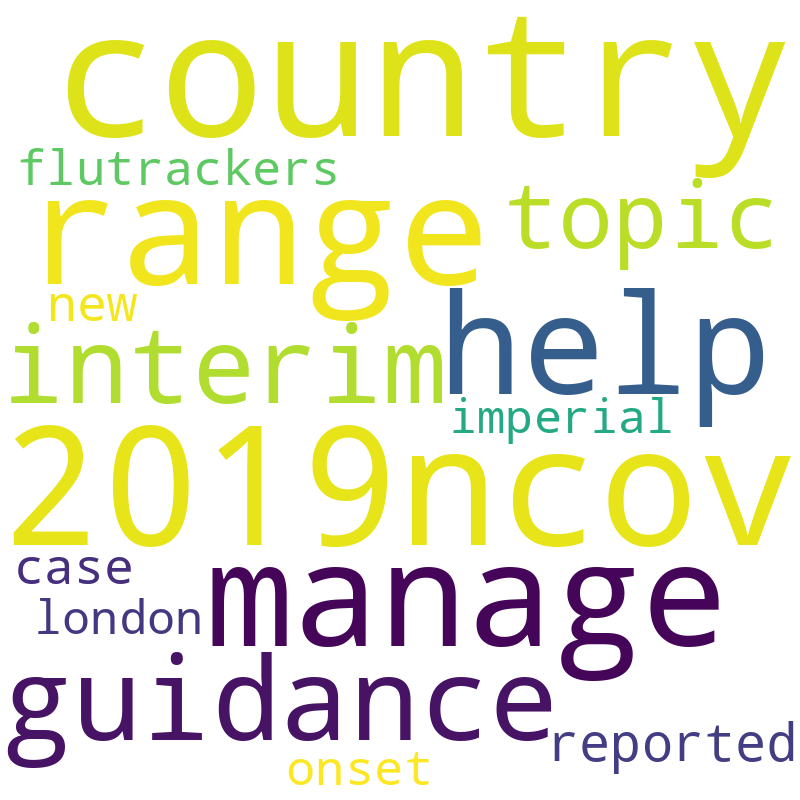 country
flutrackers
range topic
new
interim help
imperial
2019ncov
case manage
london
guidance
reported
onset